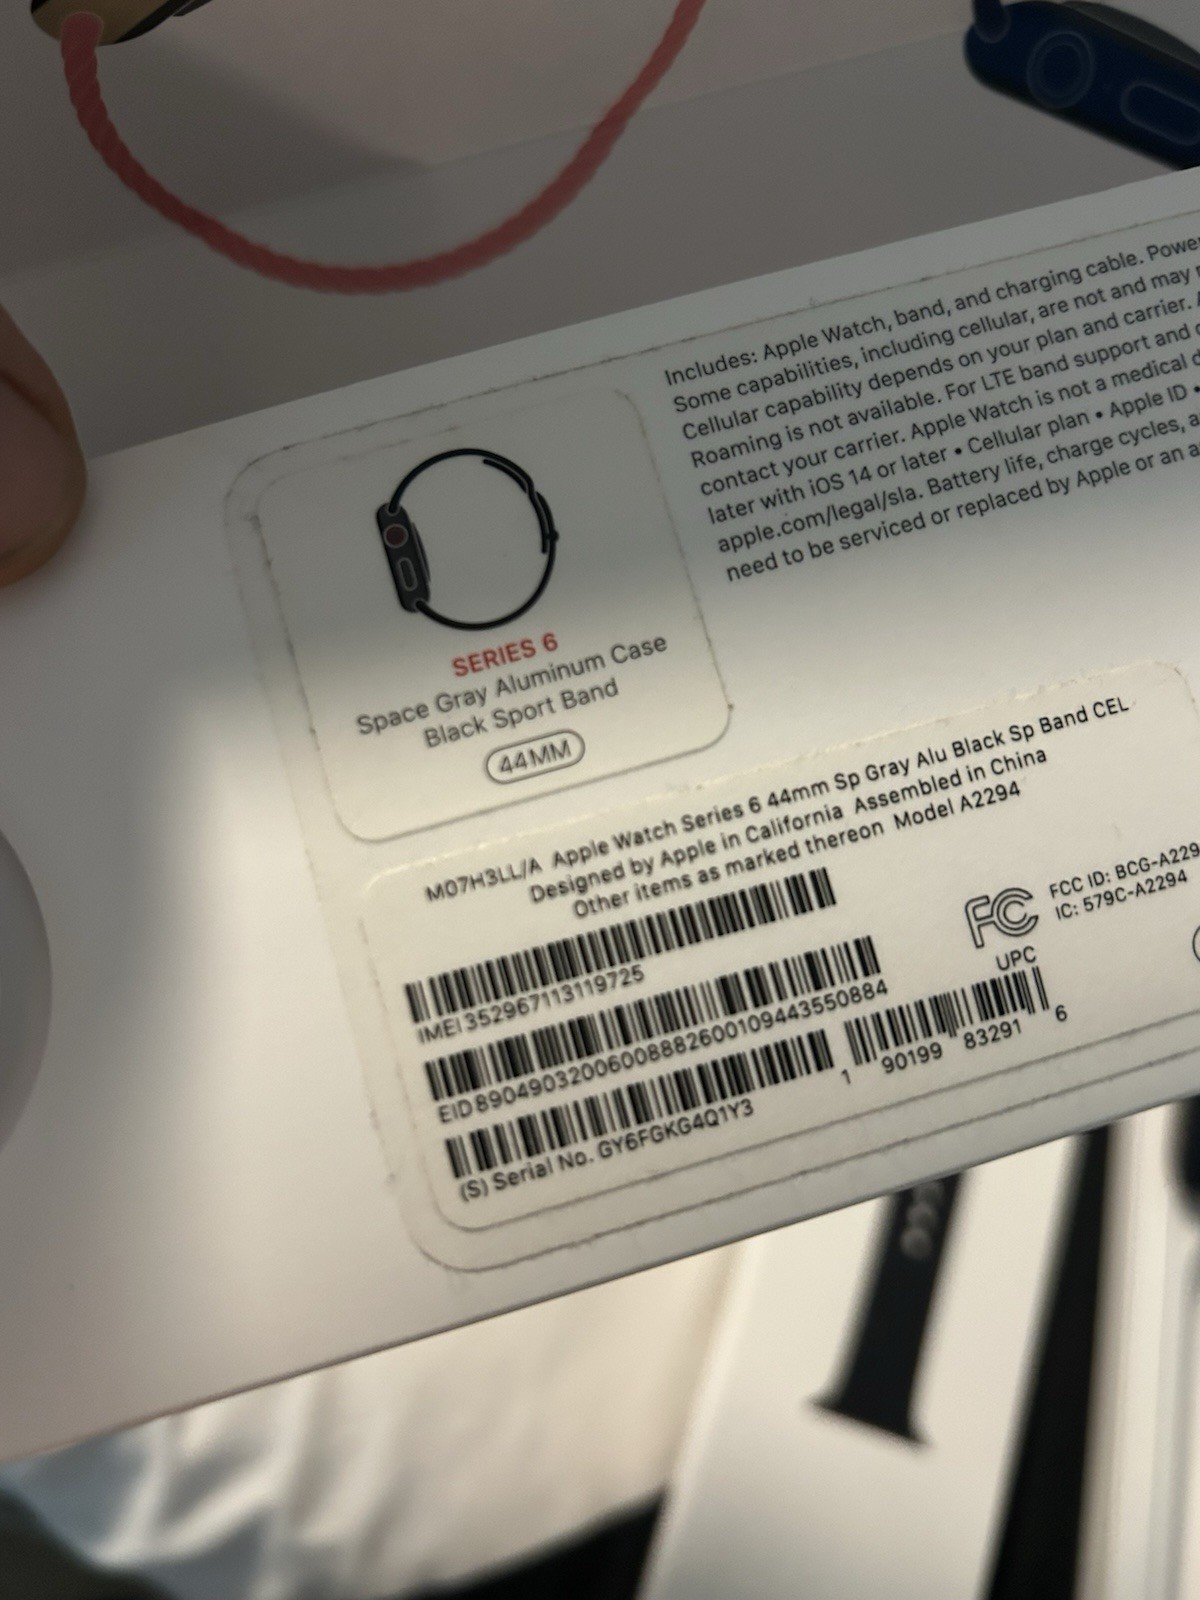 Includes: Apple Watch, band, and charging cable.
Some capabilities, including cellular, are not and may
Cellular capability depends on your plan and carrier.
Roaming is not available. For LTE band support and
contact your carrier. Apple Watch is not a medical
later with iOS 14 or later • Cellular plan • Apple ID •
apple.com/legal/sla. Battery life, charge cycles,
need to be serviced or replaced by Apple or an
SERIES 6
Space Gray Aluminum Case
Black Sport Band
44MM
M07H3LL/A Apple Watch Series 6 44mm Sp Gray Alu Black Sp Band CEL
Designed by Apple in California Assembled in China
Other items as marked thereon Model A2294
FC
FCC ID: BCG-A229
IC: 579C-A2294
IMEI 352967113119725
EID 89049032006008882600109443550884
(S) Serial No. GY6FGKG4Q1Y3
UPC
1 90199 83291 6